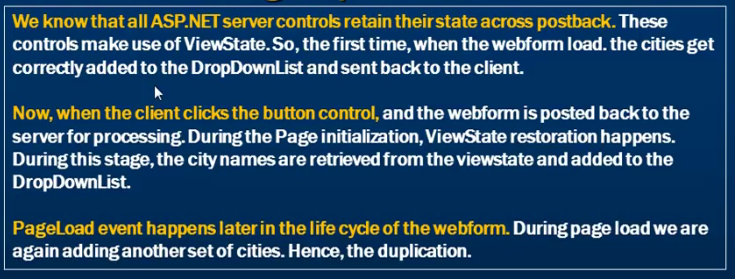 We know that all ASP.NET server controls retain their state across postback. These
controls make use of ViewState. So, the first time, when the webform load. the cities get
correctly added to the DropDownList and sent back to the client.
Now, when the client clicks the button control, and the webform is posted back to the
server for processing. During the Page initialization, ViewState restoration happens.
During this stage, the city names are retrieved from the viewstate and added to the
DropDownList.
PageLoad event happens later in the life cycle of the webform. During page load we are
again adding another set of cities. Hence, the duplication.